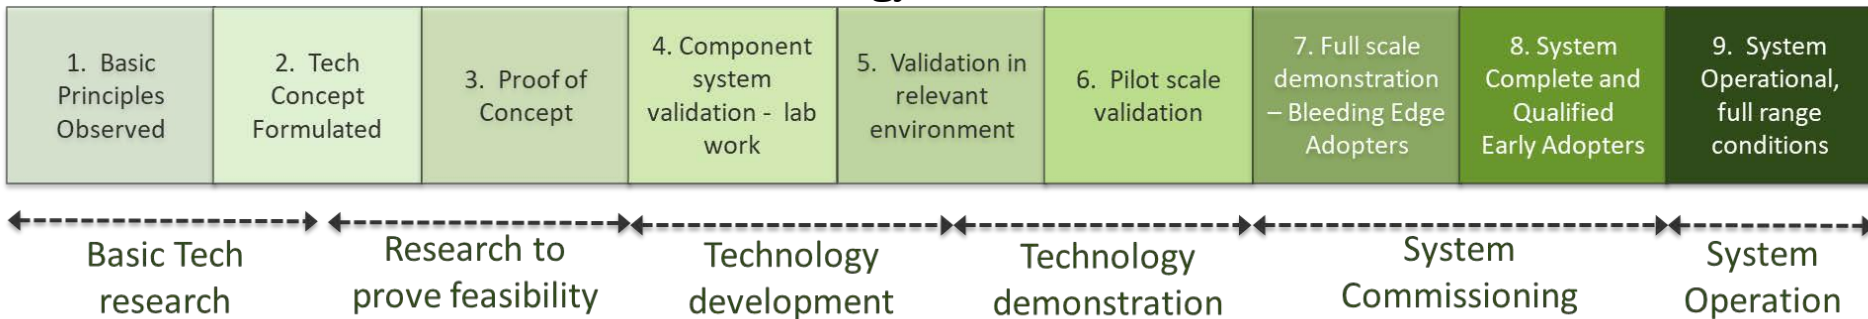 1. Basic
Principles
Observed
2. Tech
Concept
Formulated
3. Proof of
Concept
4. Component
system
validation - lab
work
5. Validation in
relevant
environment
6. Pilot scale
validation
7. Full scale
demonstration
– Bleeding Edge
Adopters
8. System
Complete and
Qualified
Early Adopters
9. System
Operational,
full range
conditions
Basic Tech
research
Research to
prove feasibility
Technology
development
Technology
demonstration
System
Commissioning
System
Operation